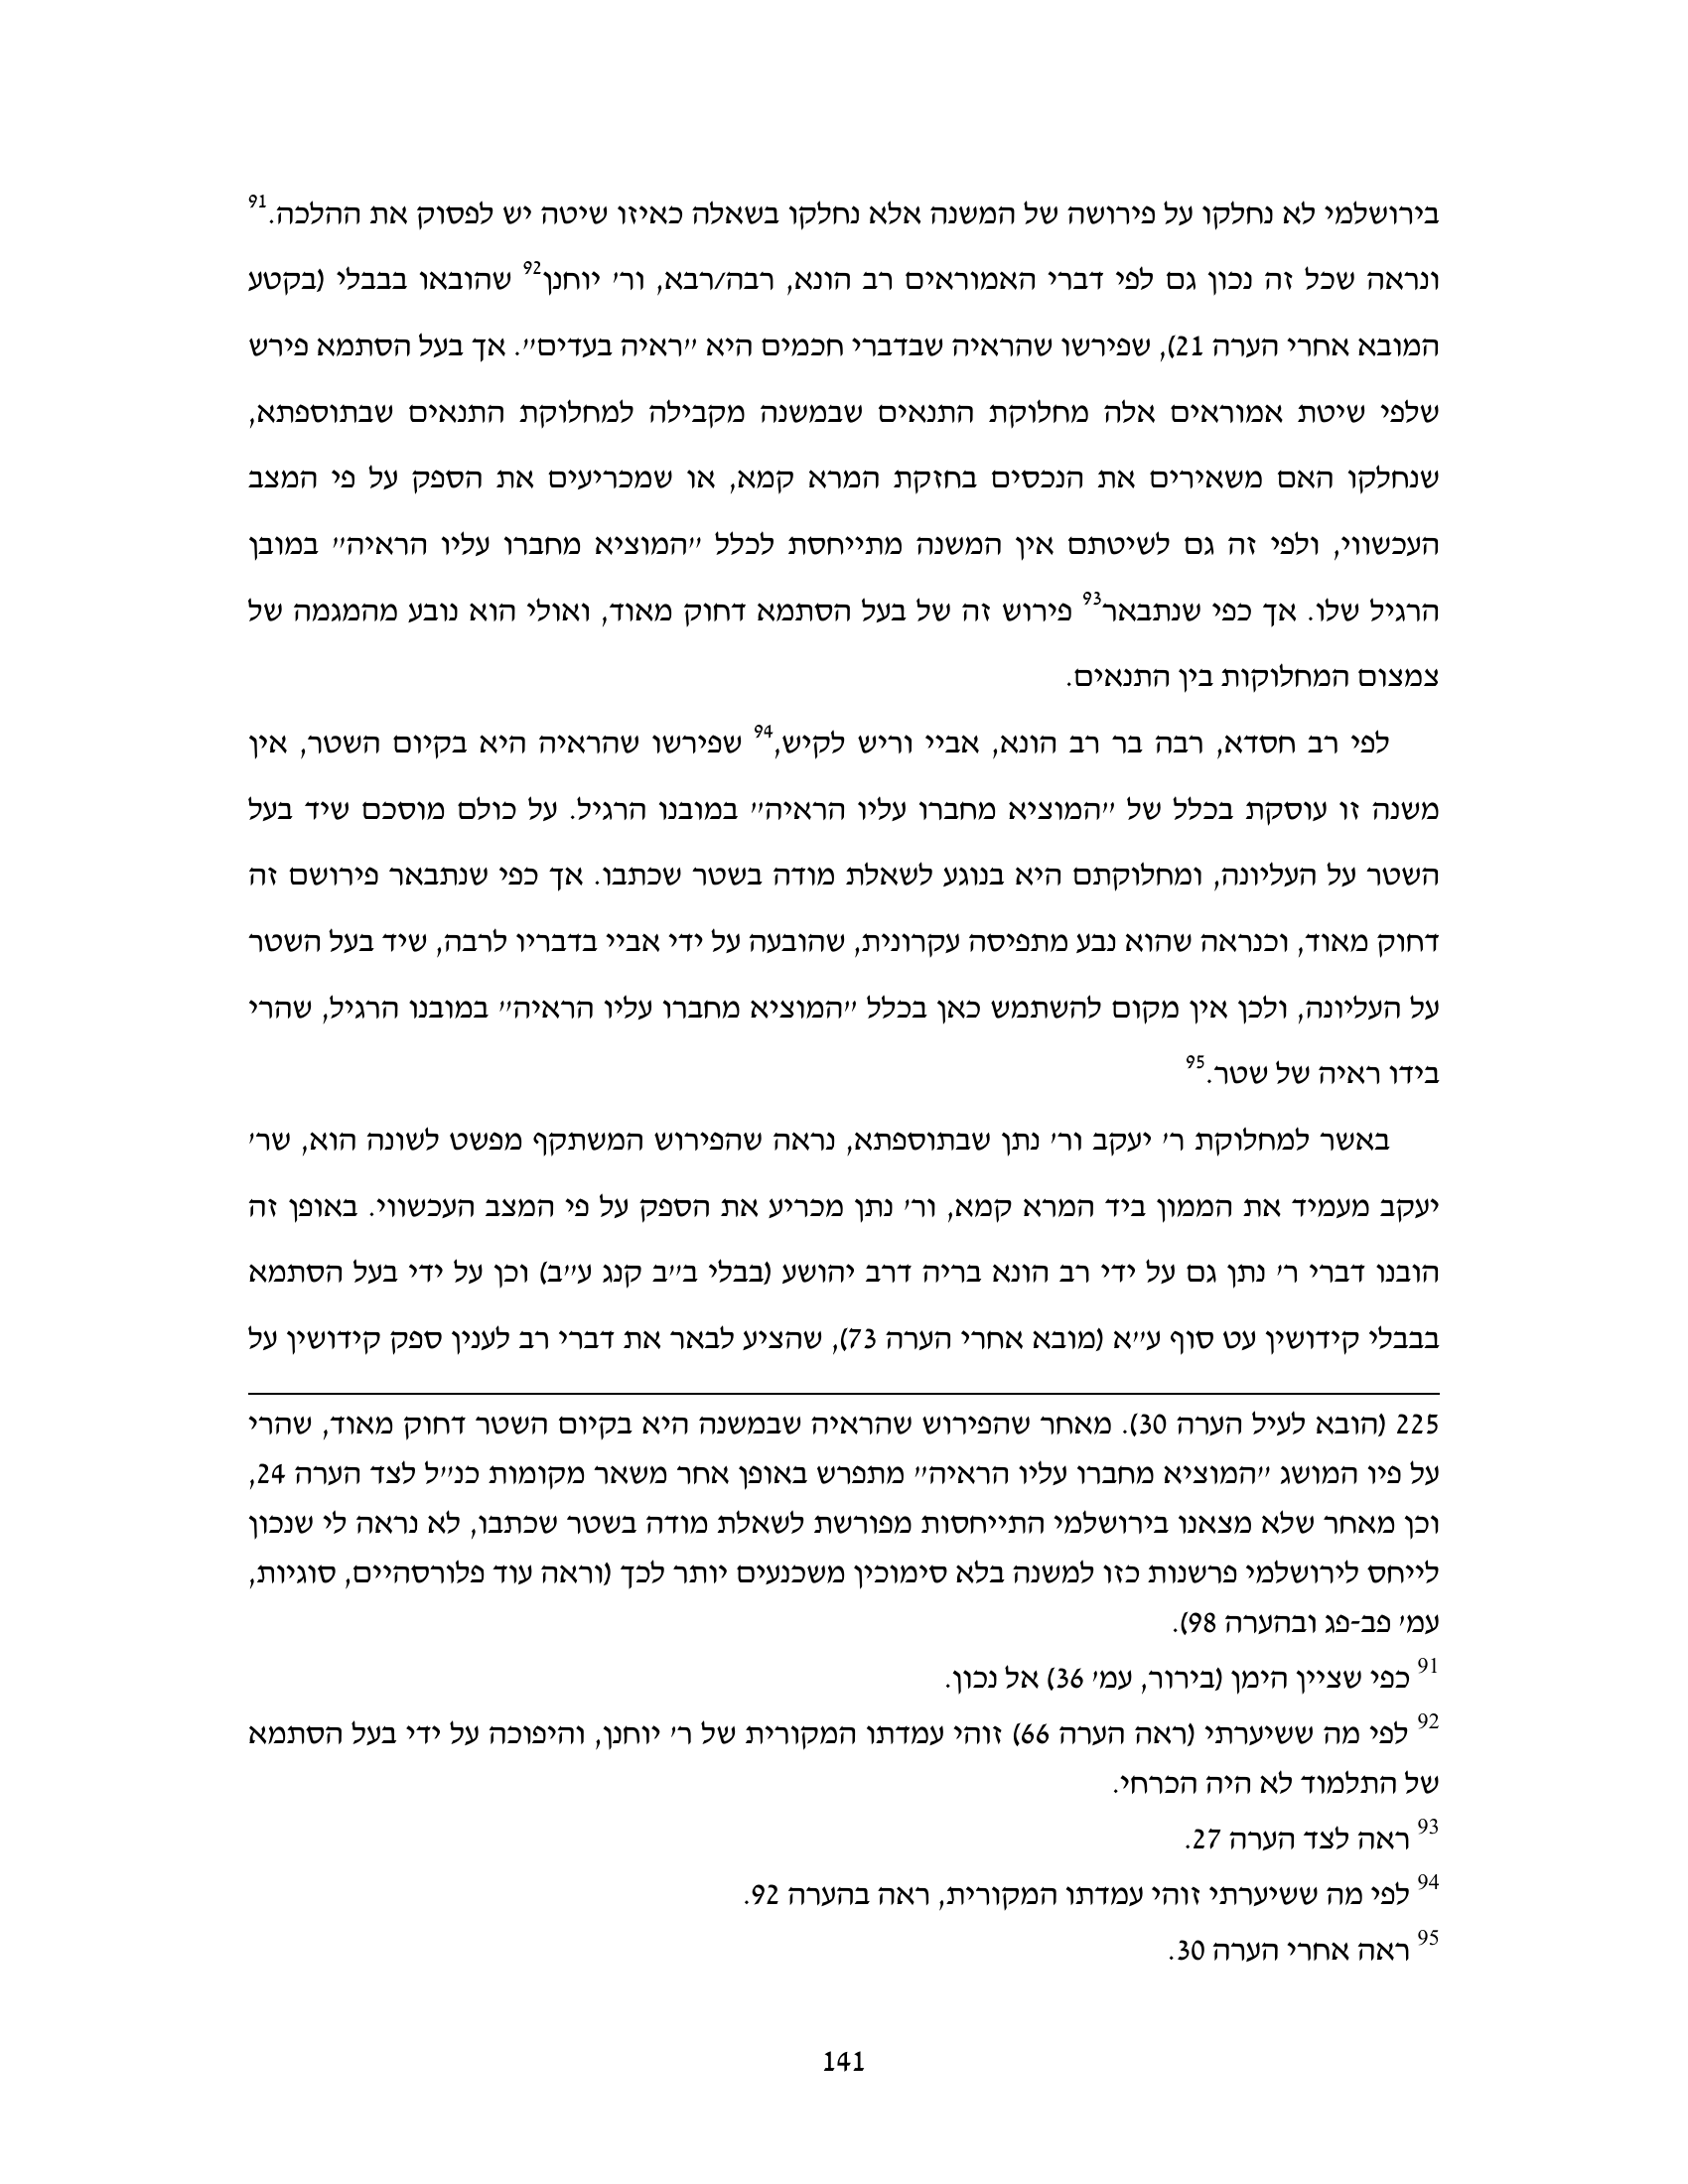 בירושלמי לא נחלקו על פירושה של המשנה אלא נחלקו בשאלה כאיזו שיטה יש לפסוק את ההלכה.91
ונראה שכל זה נכון גם לפי דברי האמוראים רב הונא, רבה/רבא, ור׳ יוחנן92 שהובאו בבבלי (בקטע
המובא אחרי הערה 21), שפירשו שהראיה שבדברי חכמים היא ״ראיה בעדים״. אך בעל הסתמא פירש
שלפי שיטת אמוראים אלה מחלוקת התנאים שבמשנה מקבילה למחלוקת התנאים שבתוספתא,
שנחלקו האם משאירים את הנכסים בחזקת המרא קמא, או שמכריעים את הספק על פי המצב
העכשווי, ולפי זה גם לשיטתם אין המשנה מתייחסת לכלל ״המוציא מחברו עליו הראיה״ במובן
הרגיל שלו. אך כפי שנתבאר93 פירוש זה של בעל הסתמא דחוק מאוד, ואולי הוא נובע מהמגמה של
צמצום המחלוקות בין התנאים.
לפי רב חסדא, רבה בר רב הונא, אביי וריש לקיש,94 שפירשו שהראיה היא בקיום השטר, אין
משנה זו עוסקת בכלל של ״המוציא מחברו עליו הראיה״ במובנו הרגיל. על כולם מוסכם שיד בעל
השטר על העליונה, ומחלוקתם היא בנוגע לשאלת מודה בשטר שכתבו. אך כפי שנתבאר פירושם זה
דחוק מאוד, וכנראה שהוא נבע מתפיסה עקרונית, שהובעה על ידי אביי בדבריו לרבה, שיד בעל השטר
על העליונה, ולכן אין מקום להשתמש כאן בכלל ״המוציא מחברו עליו הראיה״ במובנו הרגיל, שהרי
בידו ראיה של שטר.95
באשר למחלוקת ר׳ יעקב ור׳ נתן שבתוספתא, נראה שהפירוש המשתקף מפשט לשונה הוא, שר׳
יעקב מעמיד את הממון ביד המרא קמא, ור׳ נתן מכריע את הספק על פי המצב העכשווי. באופן זה
הובנו דברי ר׳ נתן גם על ידי רב הונא בריה דרב יהושע (בבלי ב״ב קנג ע״ב) וכן על ידי בעל הסתמא
בבבלי קידושין עט סוף ע״א (מובא אחרי הערה 73), שהציע לבאר את דברי רב לענין ספק קידושין על
225 (הובא לעיל הערה 30). מאחר שהפירוש שהראיה שבמשנה היא בקיום השטר דחוק מאוד, שהרי
על פיו המושג ״המוציא מחברו עליו הראיה״ מתפרש באופן אחר משאר מקומות כנ״ל לצד הערה 24,
וכן מאחר שלא מצאנו בירושלמי התייחסות מפורשת לשאלת מודה בשטר שכתבו, לא נראה לי שנכון
לייחס לירושלמי פרשנות כזו למשנה בלא סימוכין משכנעים יותר לכך (וראה עוד פלורסהיים, סוגיות,
עמ׳ פב-פג ובהערה 98).
91 כפי שציין הימן (בירור, עמ׳ 36) אל נכון.
92 לפי מה ששיערתי (ראה הערה 66) זוהי עמדתו המקורית של ר׳ יוחנן, והיפוכה על ידי בעל הסתמא
של התלמוד לא היה הכרחי.
93 ראה לצד הערה 27.
94 לפי מה ששיערתי זוהי עמדתו המקורית, ראה בהערה 92.
95 ראה אחרי הערה 30.
141